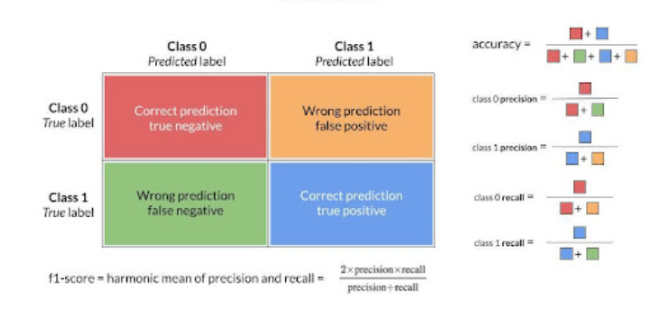 Class 0
Predicted label
Class 1
Predicted label
Class 0
True label
Correct prediction
true negative
Wrong prediction
false positive
Class 1
True label
Wrong prediction
false negative
Correct prediction
true positive
accuracy =
+
+ + +
class 0 precision =
+
class 1 precision =
+
class 0 recall =
+
class 1 recall =
+
f1-score = harmonic mean of precision and recall =
2×precision×recall
precision+recall